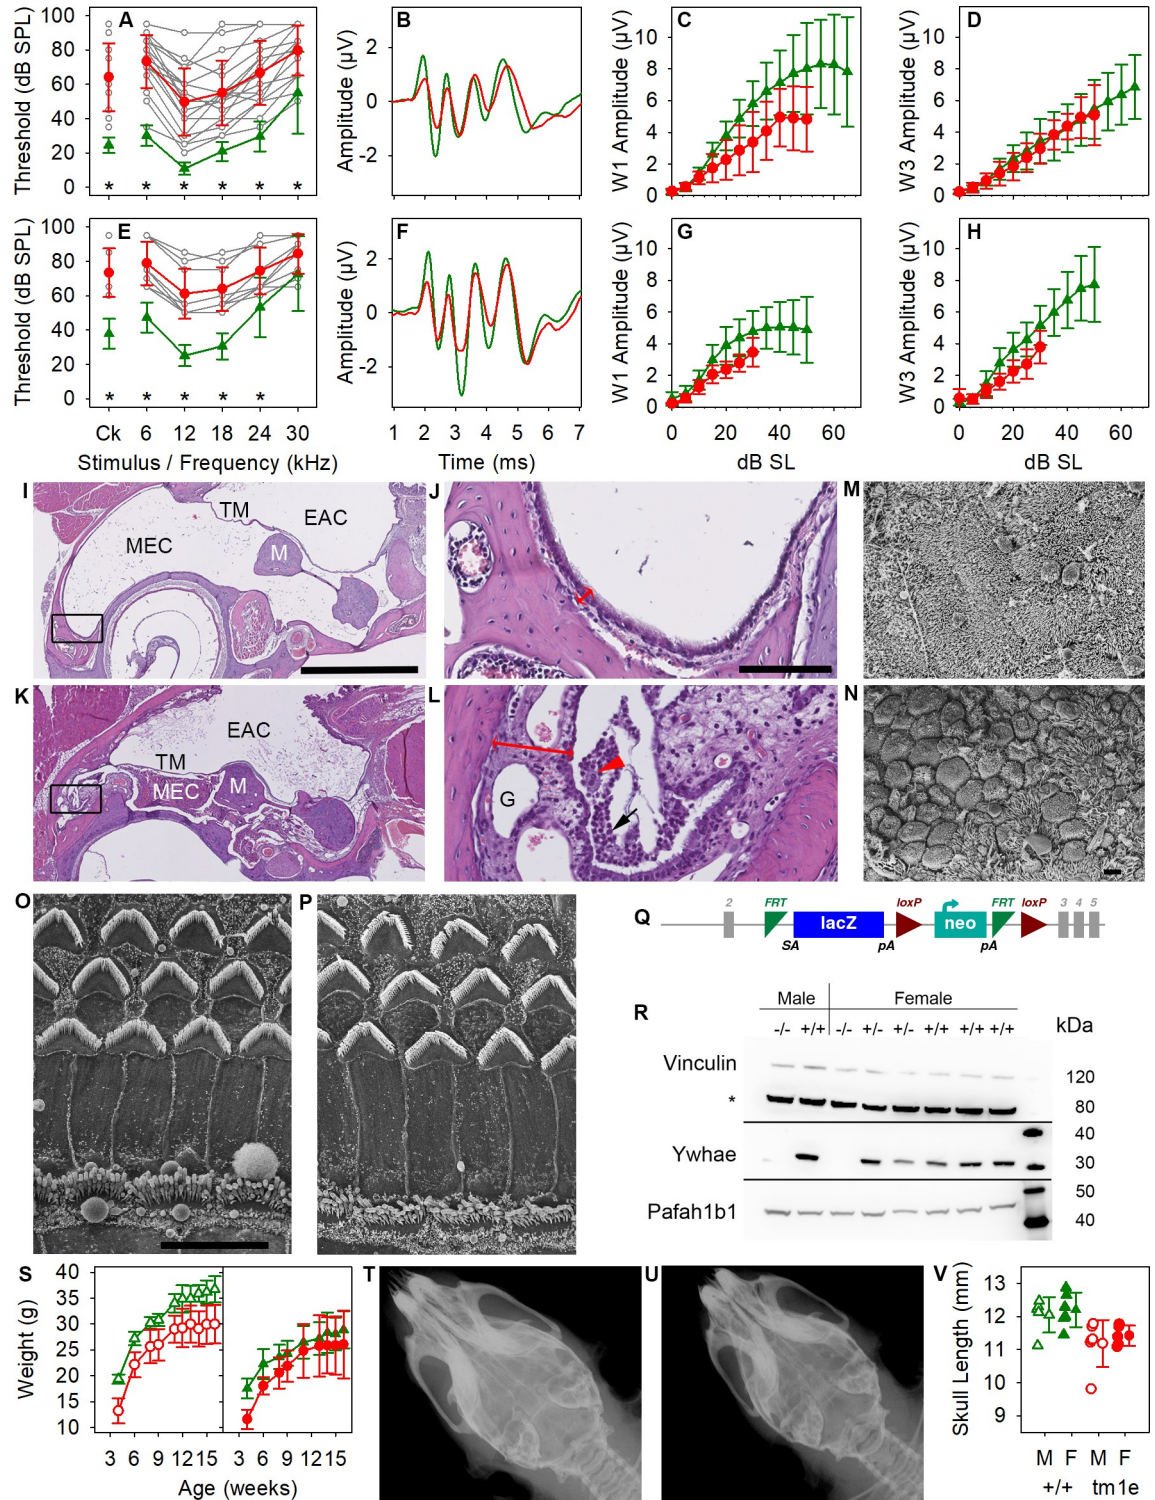 A
B
C
D
Threshold (dB SPL)
100
80
60
40
20
0
* * * * * *
Amplitude (µV)
2
0
-2
W1 Amplitude (µV)
10
8
6
4
2
0
W3 Amplitude (µV)
10
8
6
4
2
0
E
F
G
H
Threshold (dB SPL)
100
80
60
40
20
0
* * * * *
Ck 6 12 18 24 30
Stimulus / Frequency (kHz)
Amplitude (µV)
2
0
-2
1 2 3 4 5 6 7
Time (ms)
W1 Amplitude (µV)
10
8
6
4
2
0
0 20 40 60
dB SL
W3 Amplitude (µV)
10
8
6
4
2
0
0 20 40 60
dB SL
I
TM
EAC
MEC
M
J
M
K
EAC
TM
MEC
M
L
G
N
O
P
Q
2 FRT loxP FRT loxP 3 4 5
lacZ neo
SA pA pA
R
Male Female
-/- +/+ -/- +/- +/- +/+ +/+ +/+ kDa
Vinculin
120
*
80
40
Ywhae
30
50
Pafah1b1
40
S
Weight (g)
40
35
30
25
20
15
10
3 6 9 12 15 3 6 9 12 15
Age (weeks)
T
U
V
Skull Length (mm)
13
12
11
10
9
M F M F
+/+ tm1e